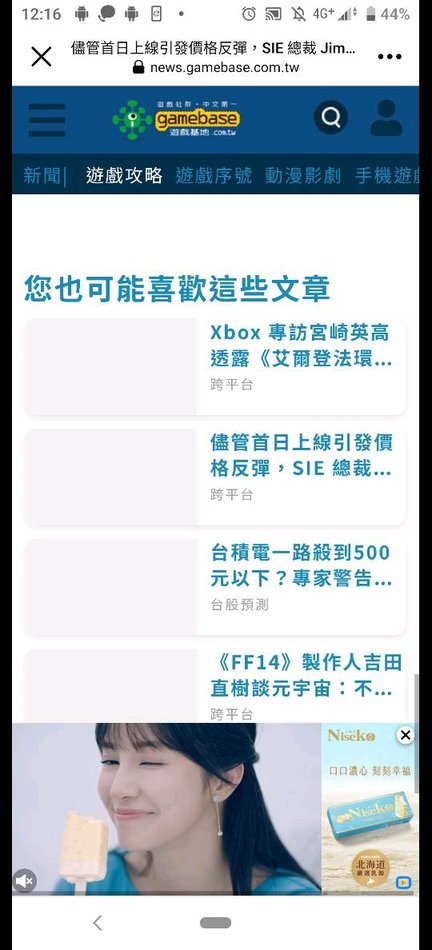 12:16
4G+
44%
儘管首日上線引發價格反彈，SIE 總裁 Jim...
news.gamebase.com.tw
遊戲社群·中文第一
gamebase
遊戲基地 .com.tw
新聞| 遊戲攻略 遊戲序號 動漫影劇 手機遊戲
您也可能喜歡這些文章
Xbox 專訪宮崎英高
透露《艾爾登法環...
跨平台
儘管首日上線引發價
格反彈，SIE 總裁...
跨平台
台積電一路殺到500
元以下？專家警告...
台股預測
《FF14》製作人吉田
直樹談元宇宙：不...
跨平台
Niseko
口口濃心 刻刻幸福
Niseko
北海道
嚴選乳源